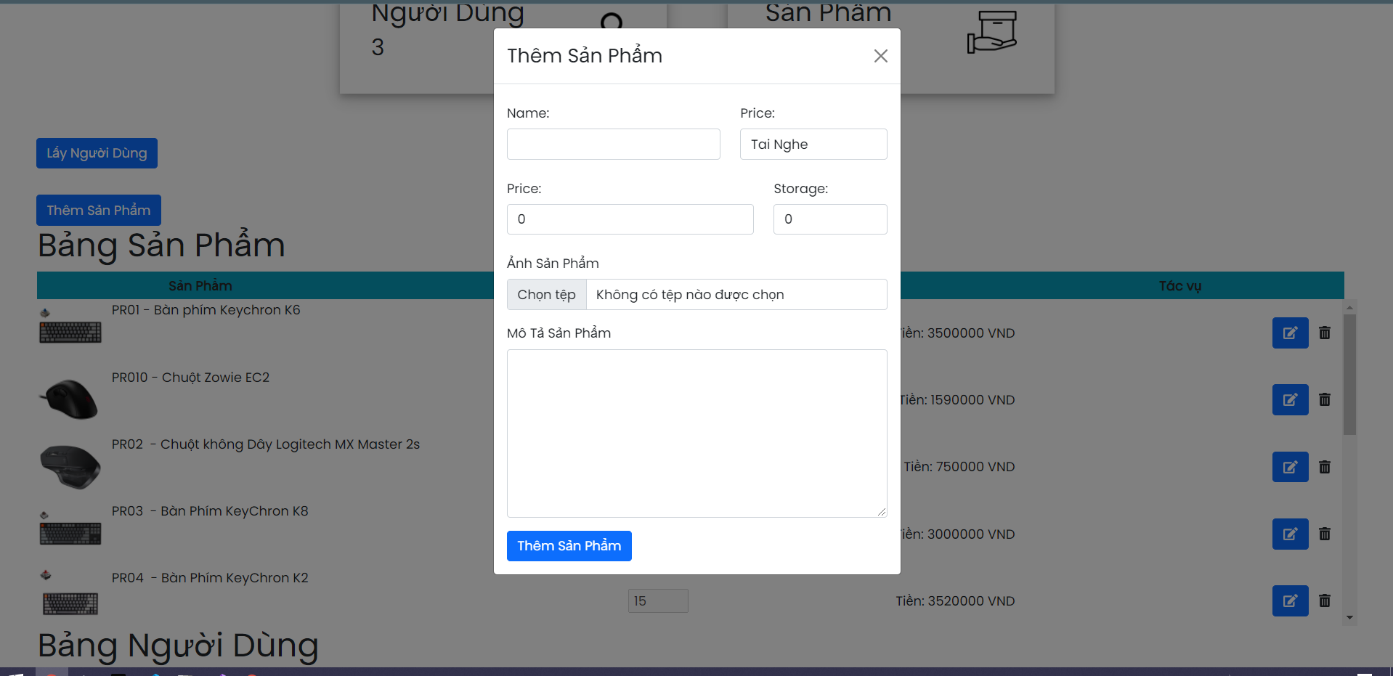 Người Dùng
3
Sản Phẩm
Thêm Sản Phẩm
Name:
Price:
Tai Nghe
Price:
Storage:
0
0
Ảnh Sản Phẩm
Chọn tệp Không có tệp nào được chọn
Mô Tả Sản Phẩm
Thêm Sản Phẩm
Lấy Người Dùng
Thêm Sản Phẩm
Bảng Sản Phẩm
Sản Phẩm
Tác vụ
PR01 - Bàn phím Keychron K6
Tiền: 3500000 VND
PR010 - Chuột Zowie EC2
Tiền: 1590000 VND
PR02 - Chuột không Dây Logitech MX Master 2s
Tiền: 750000 VND
PR03 - Bàn Phím KeyChron K8
Tiền: 3000000 VND
PR04 - Bàn Phím KeyChron K2
15
Tiền: 3520000 VND
Bảng Người Dùng